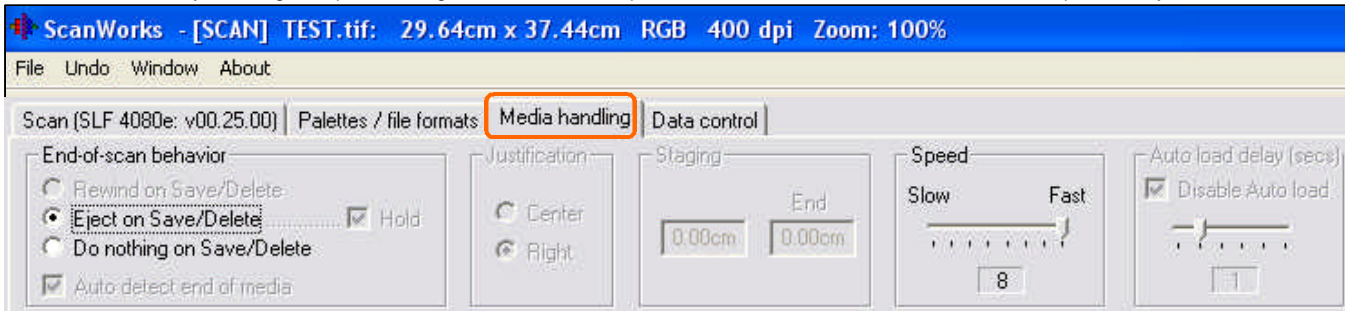 ScanWorks - [SCAN] TEST.tif: 29.64cm x 37.44cm RGB 400 dpi Zoom: 100%
File Undo Window About
Scan (SLF 4080e: v00.25.00) Palettes / file formats Media handling Data control
End-of-scan behavior
Rewind on Save/Delete
Eject on Save/Delete Hold
Do nothing on Save/Delete
Auto detect end of media
Justification
Center
Right
Staging
End
0.00cm 0.00cm
Speed
Slow Fast
8
Auto load delay (secs)
Disable Auto load
1